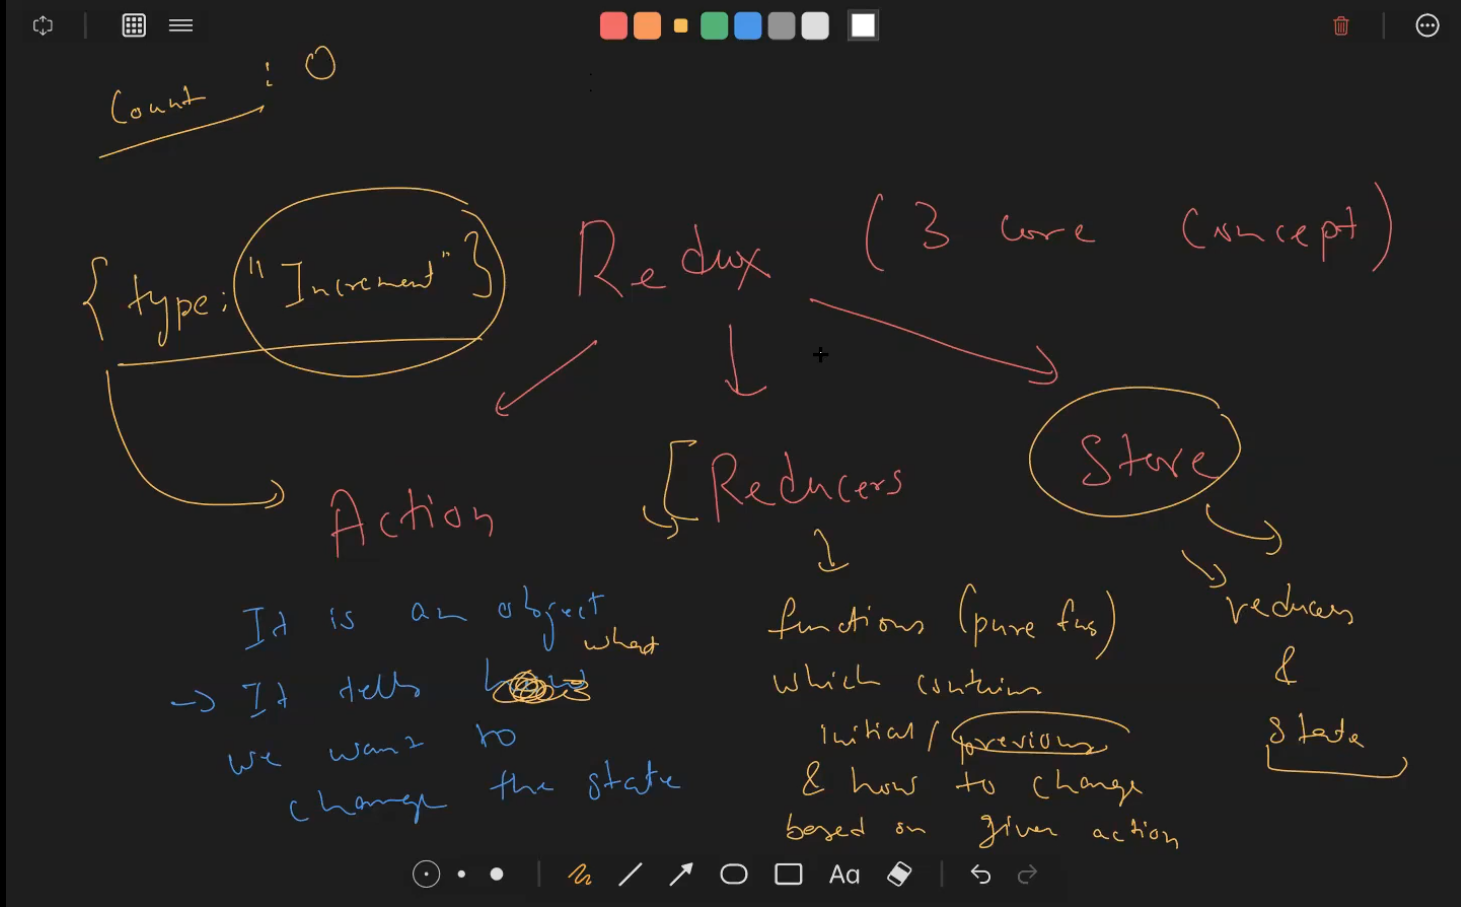 Count : 0
Redux (3 core concept)
{ type: "Increment" }
Action
Reducers
Store
It is an object
what
→ It tells
we want to
change the state
functions (pure fns)
which contains
initial / previous
& how to change
based on given action
reducers
&
state
Aa